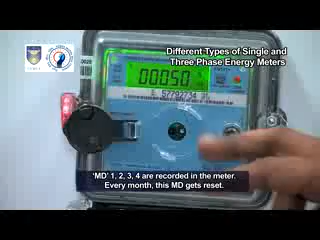 Different Types of Single and
Three Phase Energy Meters
00050
'MD' 1, 2, 3, 4 are recorded in the meter.
Every month, this MD gets reset.